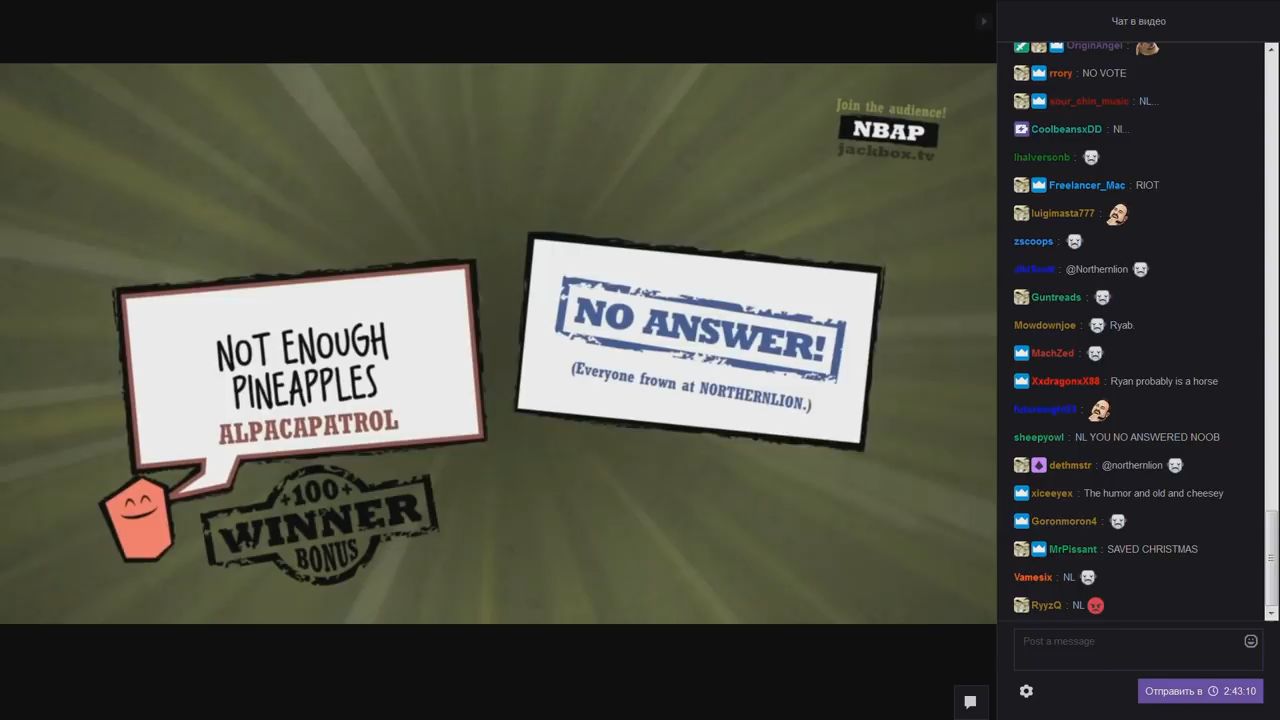 Join the audience!
NBAP
jackbox.tv
NOT ENOUGH
PINEAPPLES
ALPACAPATROL
+100+
WINNER
BONUS
NO ANSWER!
(Everyone frown at NORTHERNLION.)
Чат в видео
OriginAngel :
rrory : NO VOTE
sour_chin_music : NL...
CoolbeansxDD : Nl...
lhalversonb :
Freelancer_Mac : RIOT
luigimasta777 :
zscoops :
: @Northernlion
Guntreads :
Mowdownjoe : Ryab.
MachZed :
XxdragonxX88 : Ryan probably is a horse
sheepyowl : NL YOU NO ANSWERED NOOB
dethmstr : @northernlion
xiceeyex : The humor and old and cheesey
Goronmoron4 :
MrPissant : SAVED CHRISTMAS
Vamesix : NL
RyyzQ : NL
Post a message
Отправить в 2:43:10